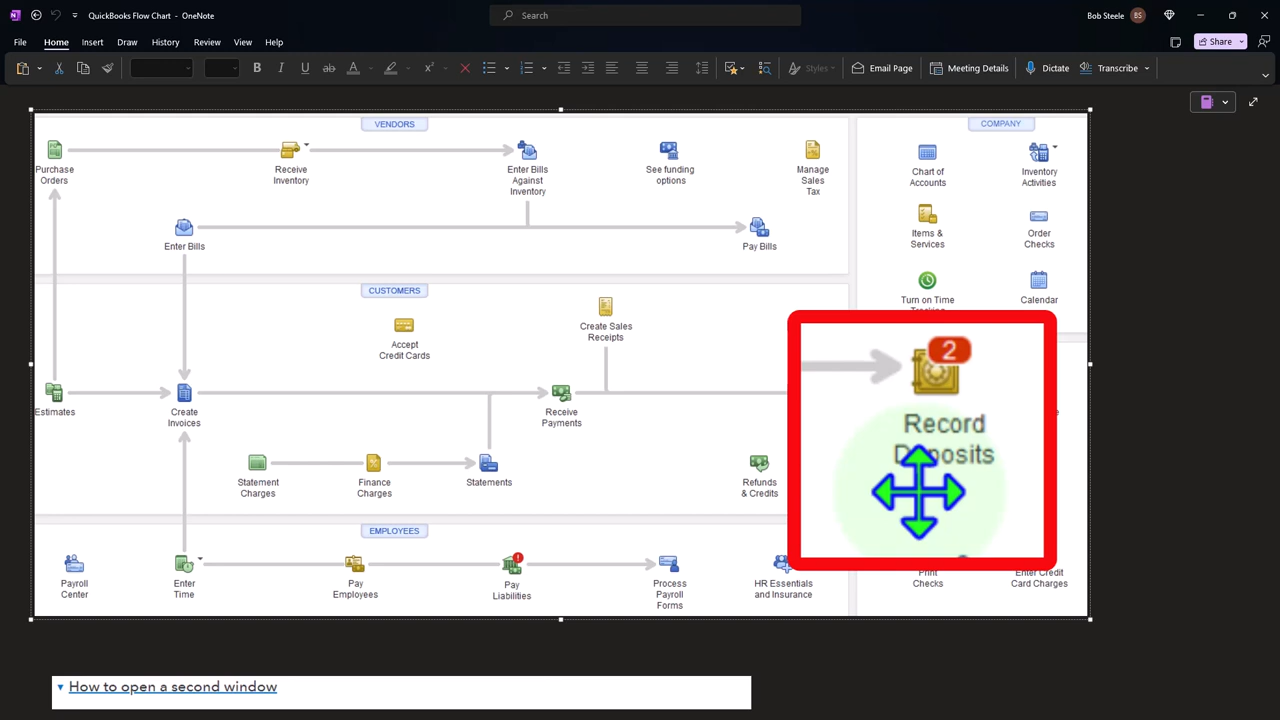 QuickBooks Flow Chart - OneNote
Search
Bob Steele
BS
File
Home
Insert
Draw
History
Review
View
Help
Share
B
I
U
ab
A
x
Styles
Email Page
Meeting Details
Dictate
Transcribe
VENDORS
COMPANY
Purchase
Orders
Receive
Inventory
Enter Bills
Against
Inventory
See funding
options
Manage
Sales
Tax
Chart of
Accounts
Inventory
Activities
Enter Bills
Pay Bills
Items &
Services
Order
Checks
Turn on Time
Calendar
CUSTOMERS
Accept
Credit Cards
Create Sales
Receipts
2
Record
Deposits
Estimates
Create
Invoices
Receive
Payments
Statement
Charges
Finance
Charges
Statements
Refunds
& Credits
EMPLOYEES
Payroll
Center
Enter
Time
Pay
Employees
Pay
Liabilities
Process
Payroll
Forms
HR Essentials
and Insurance
Print
Checks
Enter Credit
Card Charges
How to open a second window